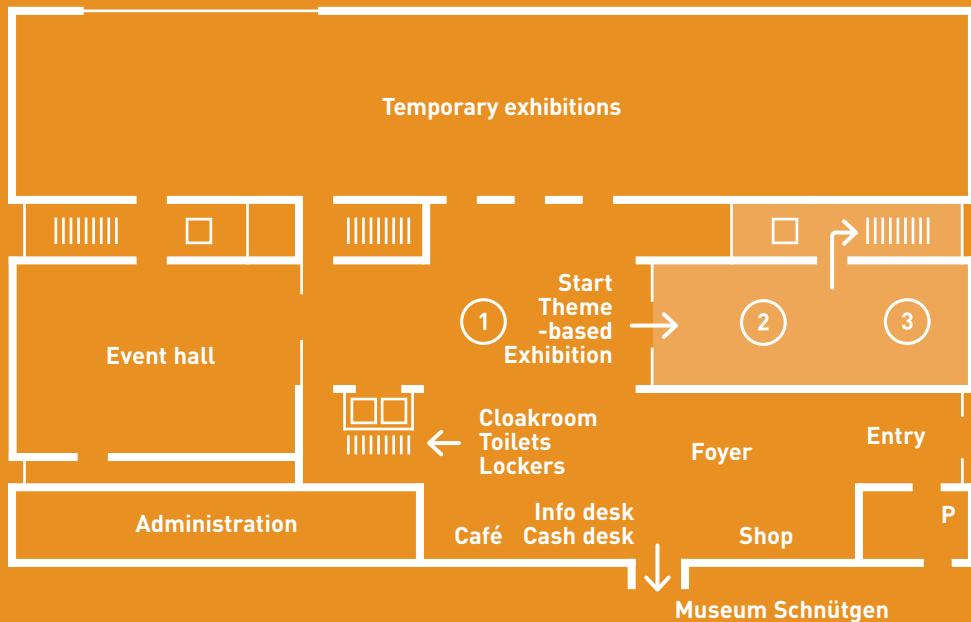 Temporary exhibitions
Start
Theme
-based
Exhibition
1
2
3
Event hall
Cloakroom
Toilets
Lockers
Foyer
Entry
Administration
Café
Info desk
Cash desk
Shop
P
Museum Schnütgen